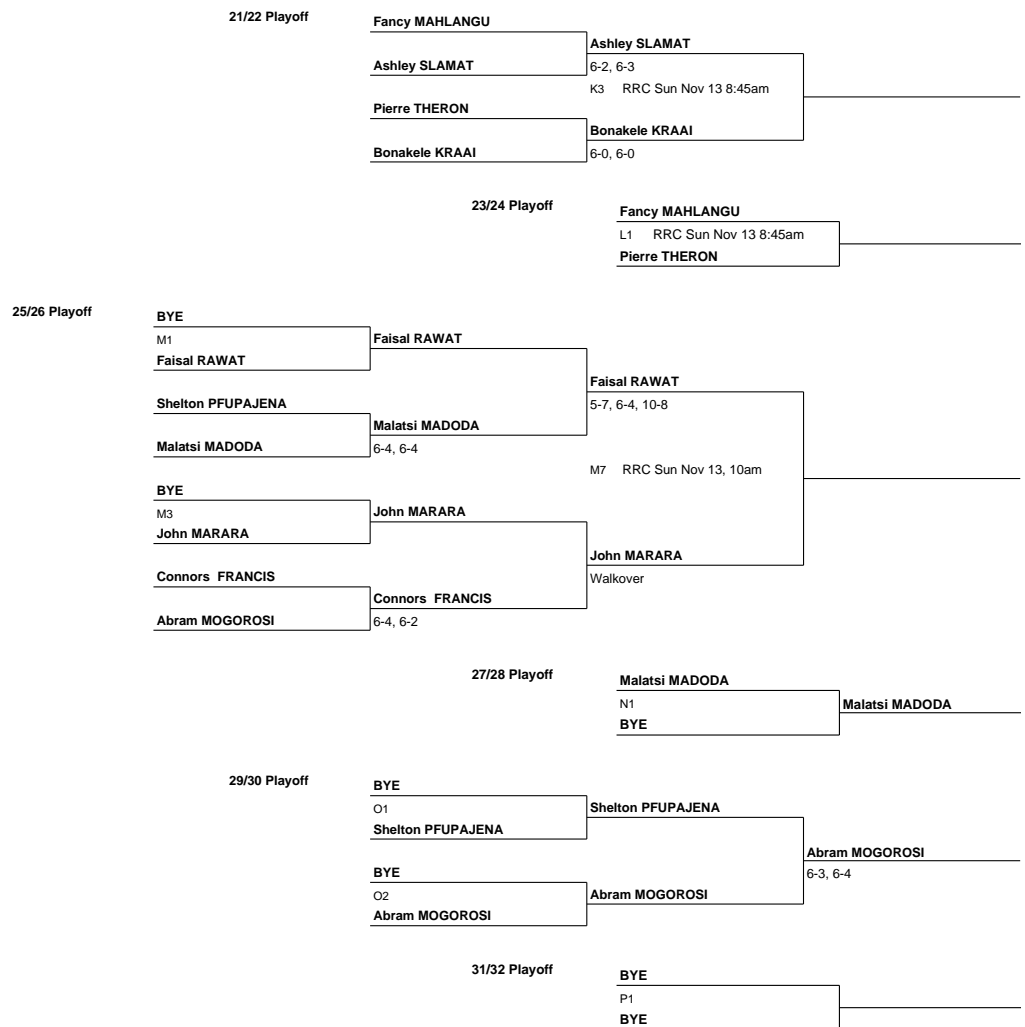 21/22 Playoff
Fancy MAHLANGU
Ashley SLAMAT
Ashley SLAMAT
6-2, 6-3
K3 RRC Sun Nov 13 8:45am
Pierre THERON
Bonakele KRAAI
Bonakele KRAAI
6-0, 6-0
23/24 Playoff
Fancy MAHLANGU
L1 RRC Sun Nov 13 8:45am
Pierre THERON
25/26 Playoff
BYE
M1
Faisal RAWAT
Faisal RAWAT
Faisal RAWAT
5-7, 6-4, 10-8
Shelton PFUPAJENA
Malatsi MADODA
Malatsi MADODA
6-4, 6-4
M7 RRC Sun Nov 13, 10am
BYE
M3
John MARARA
John MARARA
John MARARA
Walkover
Connors FRANCIS
Connors FRANCIS
Abram MOGOROSI
6-4, 6-2
27/28 Playoff
Malatsi MADODA
N1
Malatsi MADODA
BYE
29/30 Playoff
BYE
O1
Shelton PFUPAJENA
Shelton PFUPAJENA
Abram MOGOROSI
6-3, 6-4
BYE
O2
Abram MOGOROSI
Abram MOGOROSI
31/32 Playoff
BYE
P1
BYE